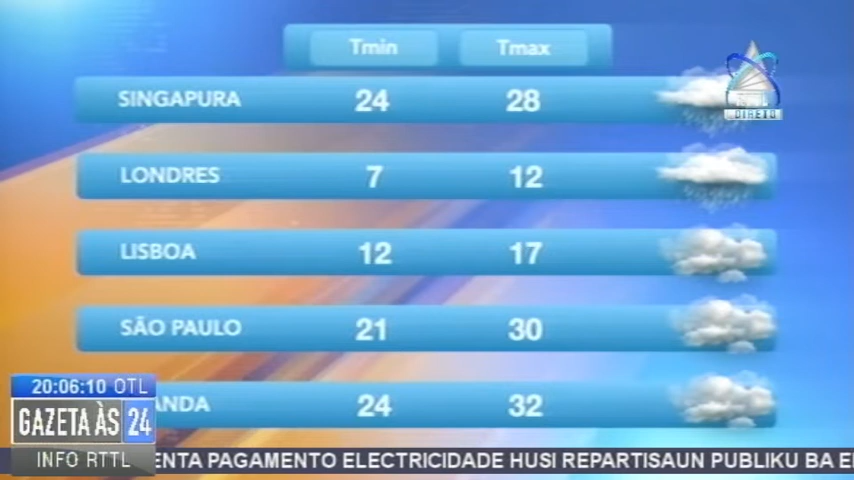 Tmin Tmax
SINGAPURA 24 28
DIRETO
LONDRES 7 12
LISBOA 12 17
SÃO PAULO 21 30
ANDA 24 32
20:06:10 OTL
GAZETA ÀS 24
INFO RTTL
ENTA PAGAMENTO ELECTRICIDADE HUSI REPARTISAUN PUBLIKU BA E